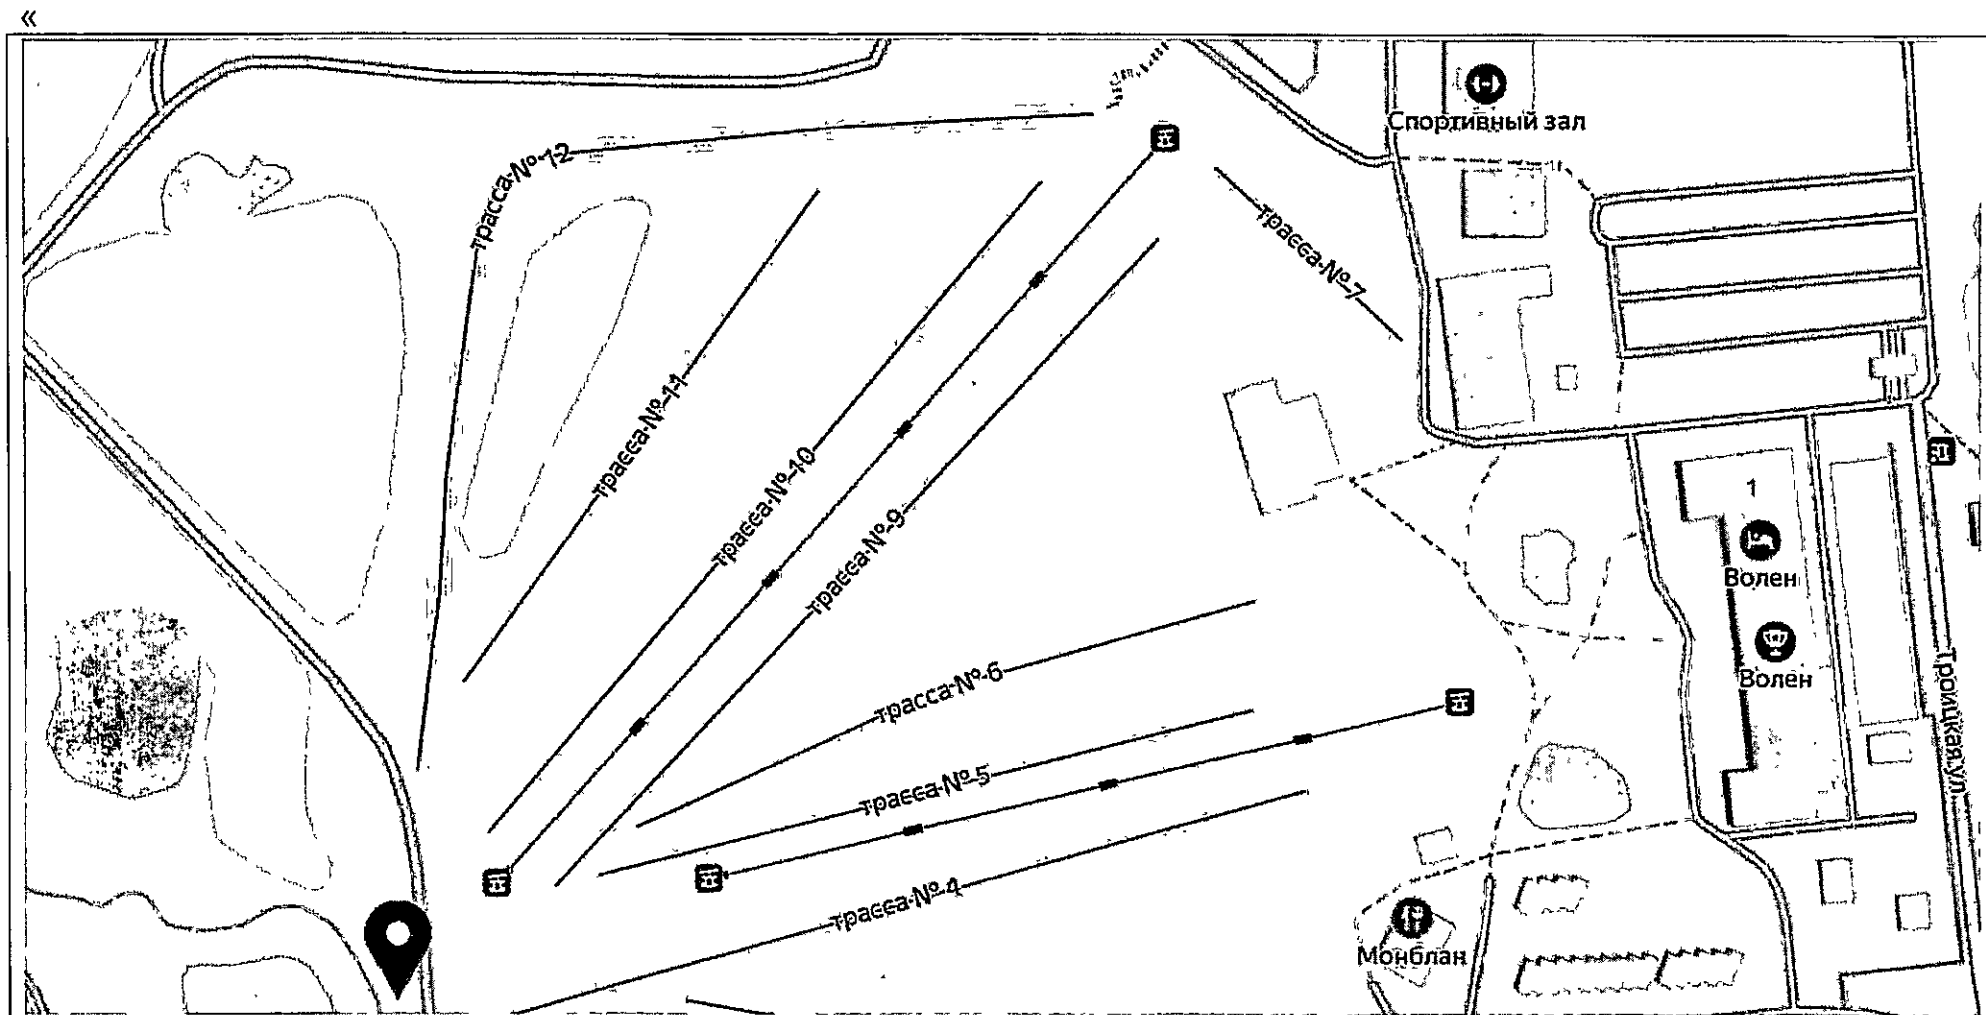 «
Спортивный зал
трасса № 12
трасса № 7
трасса № 11
трасса № 10
трасса № 9
1
Волен
Волен
трасса № 6
Троицкая ул.
трасса № 5
трасса № 4
Монблан